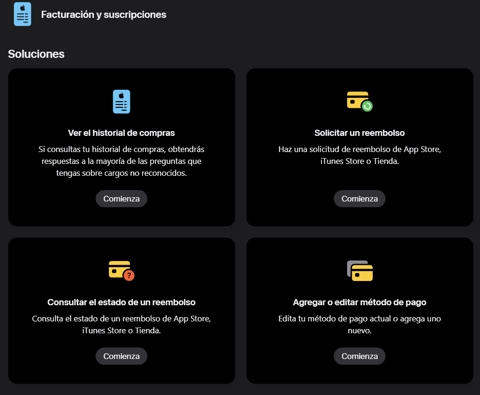 Facturación y suscripciones
Soluciones
Ver el historial de compras
Si consultas tu historial de compras, obtendrás
respuestas a la mayoría de las preguntas que
tengas sobre cargos no reconocidos.
Comienza
Solicitar un reembolso
Haz una solicitud de reembolso de App Store,
iTunes Store o Tienda.
Comienza
Consultar el estado de un reembolso
Consulta el estado de un reembolso de App Store,
iTunes Store o Tienda.
Comienza
Agregar o editar método de pago
Edita tu método de pago actual o agrega uno
nuevo.
Comienza